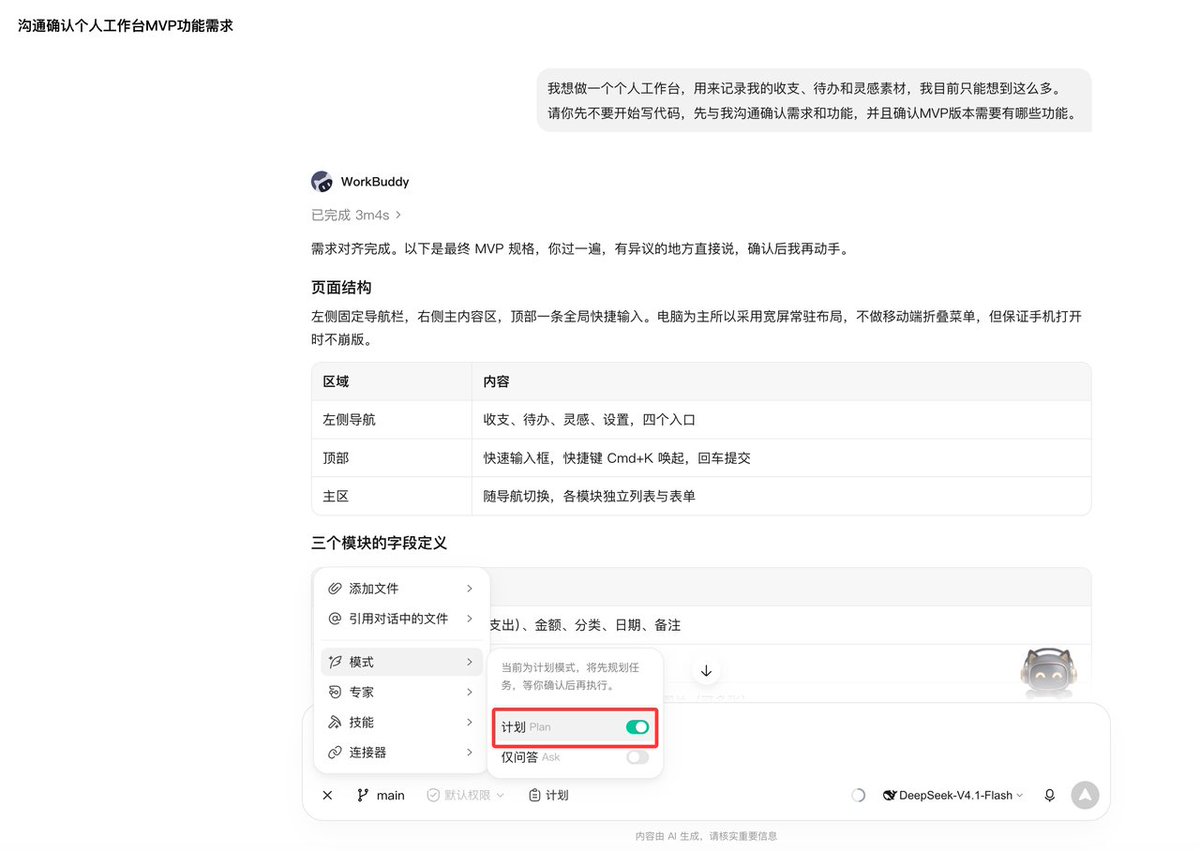 沟通确认个人工作台MVP功能需求
我想做一个个人工作台，用来记录我的收支、待办和灵感素材，我目前只能想到这么多。
请你先不要开始写代码，先与我沟通确认需求和功能，并且确认MVP版本需要有哪些功能。
WorkBuddy
已完成 3m4s
需求对齐完成。以下是最终 MVP 规格，你过一遍，有异议的地方直接说，确认后我再动手。
页面结构
左侧固定导航栏，右侧主内容区，顶部一条全局快捷输入。电脑为主所以采用宽屏常驻布局，不做移动端折叠菜单，但保证手机打开
时不崩版。
区域 内容
左侧导航 收支、待办、灵感、设置，四个入口
顶部 快速输入框，快捷键 Cmd+K 唤起，回车提交
主区 随导航切换，各模块独立列表与表单
三个模块的字段定义
添加文件
引用对话中的文件
支出）、金额、分类、日期、备注
模式
当前为计划模式，将先规划任
务，等你确认后再执行。
专家
技能
计划 Plan
连接器
仅问答 Ask
main 默认权限 计划 DeepSeek-V4.1-Flash
内容由 AI 生成，请核实重要信息